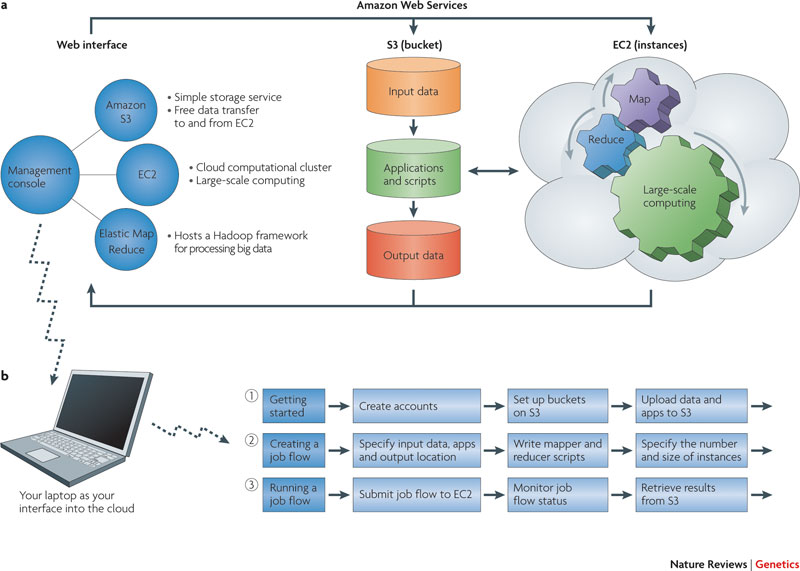 Amazon Web Services
a
Web interface
S3 (bucket)
EC2 (instances)
Amazon
S3
• Simple storage service
• Free data transfer
to and from EC2
Management
console
EC2
• Cloud computational cluster
• Large-scale computing
Elastic Map
Reduce
• Hosts a Hadoop framework
for processing big data
Input data
Applications
and scripts
Output data
Map
Reduce
Large-scale
computing
b
Your laptop as your
interface into the cloud
1
Getting
started
Create accounts
Set up buckets
on S3
Upload data and
apps to S3
2
Creating a
job flow
Specify input data, apps
and output location
Write mapper and
reducer scripts
Specify the number
and size of instances
3
Running a
job flow
Submit job flow to EC2
Monitor job
flow status
Retrieve results
from S3
Nature Reviews | Genetics